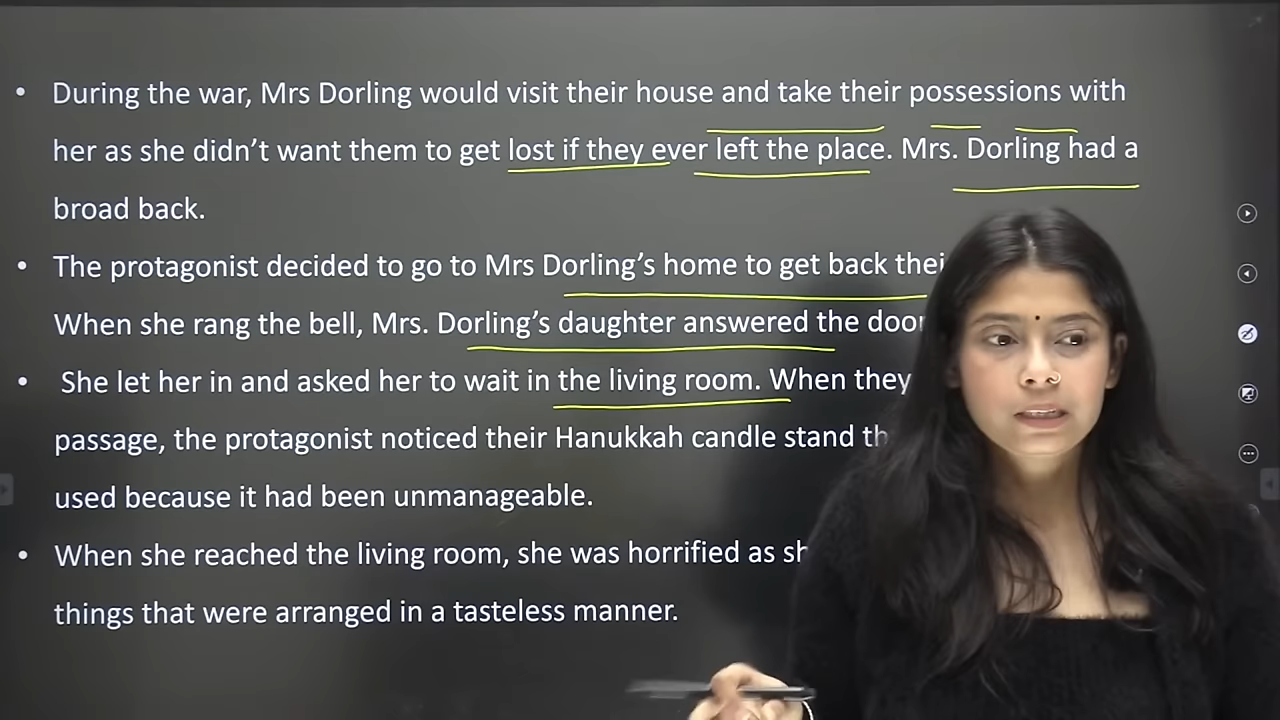 • During the war, Mrs Dorling would visit their house and take their possessions with
her as she didn’t want them to get lost if they ever left the place. Mrs. Dorling had a
broad back.
• The protagonist decided to go to Mrs Dorling’s home to get back
When she rang the bell, Mrs. Dorling’s daughter answered the door
• She let her in and asked her to wait in the living room. When they
passage, the protagonist noticed their Hanukkah candle stand
used because it had been unmanageable.
• When she reached the living room, she was horrified as
things that were arranged in a tasteless manner.